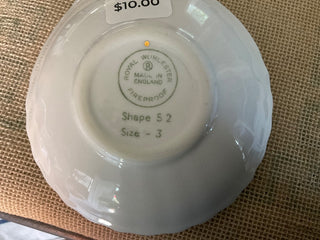 $10.00
ROYAL WORCESTER
MADE IN
ENGLAND
FIREPROOF
Shape 52
Size - 3